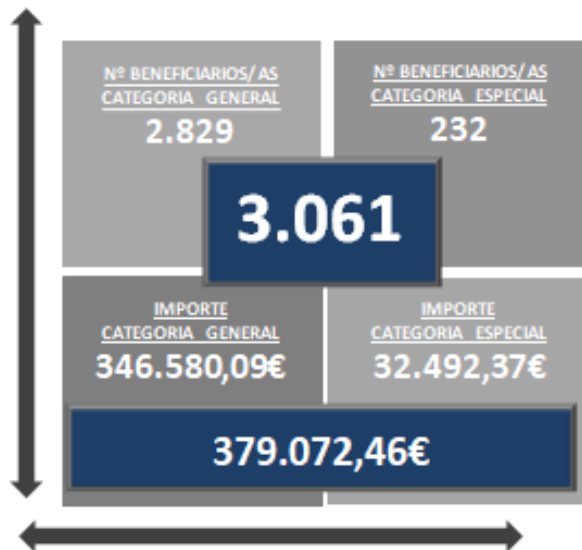 Nº BENEFICIARIOS/AS
CATEGORIA GENERAL
2.829
Nº BENEFICIARIOS/AS
CATEGORIA ESPECIAL
232
3.061
IMPORTE
CATEGORIA GENERAL
346.580,09€
IMPORTE
CATEGORIA ESPECIAL
32.492,37€
379.072,46€